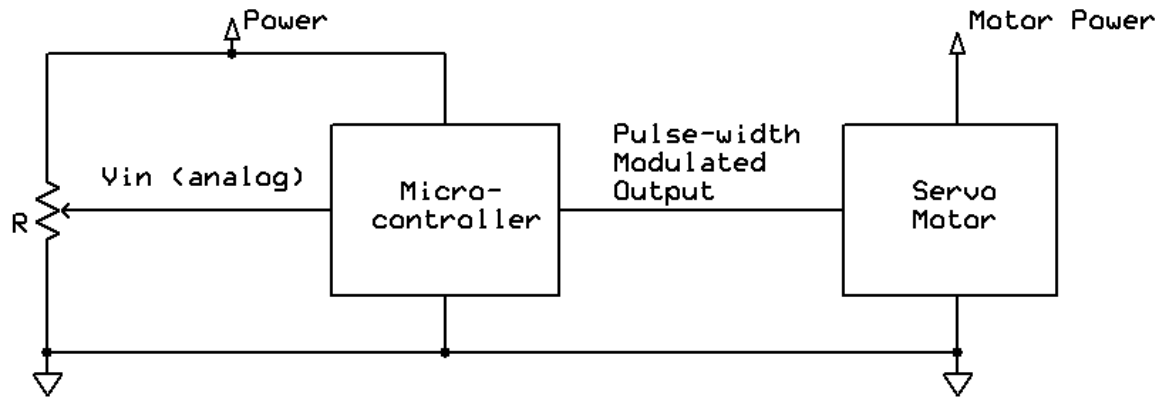 Power
Motor Power
Pulse-width
Modulated
Output
Vin (analog)
R
Micro-
controller
Servo
Motor